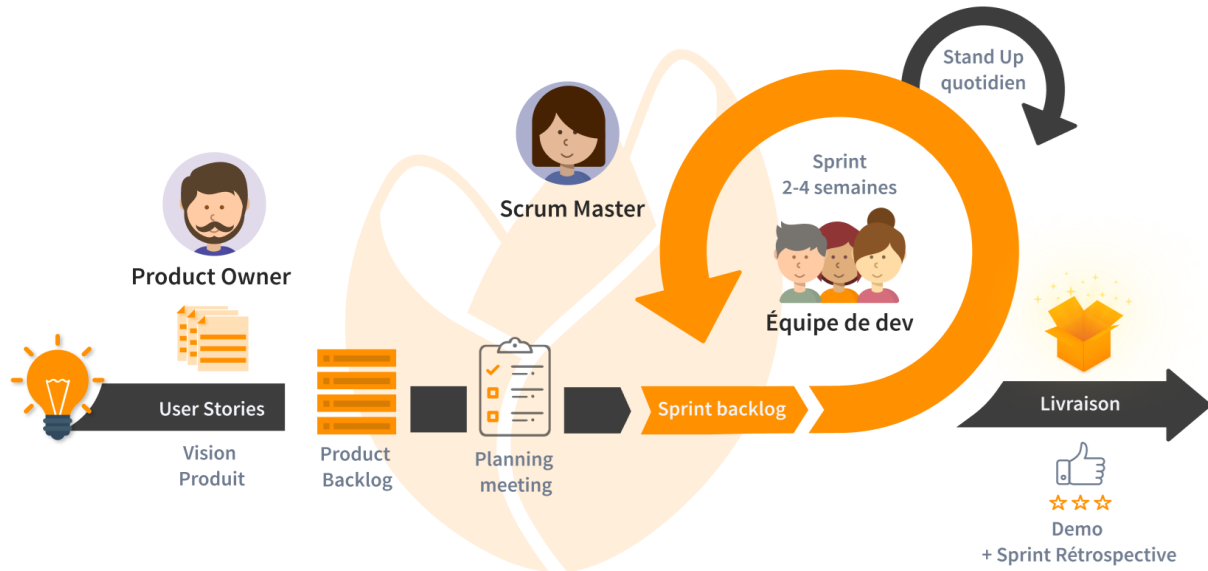 Stand Up
quotidien
Sprint
2-4 semaines
Scrum Master
Product Owner
Équipe de dev
User Stories
Sprint backlog
Livraison
Vision
Produit
Product
Backlog
Planning
meeting
Demo
+ Sprint Rétrospective